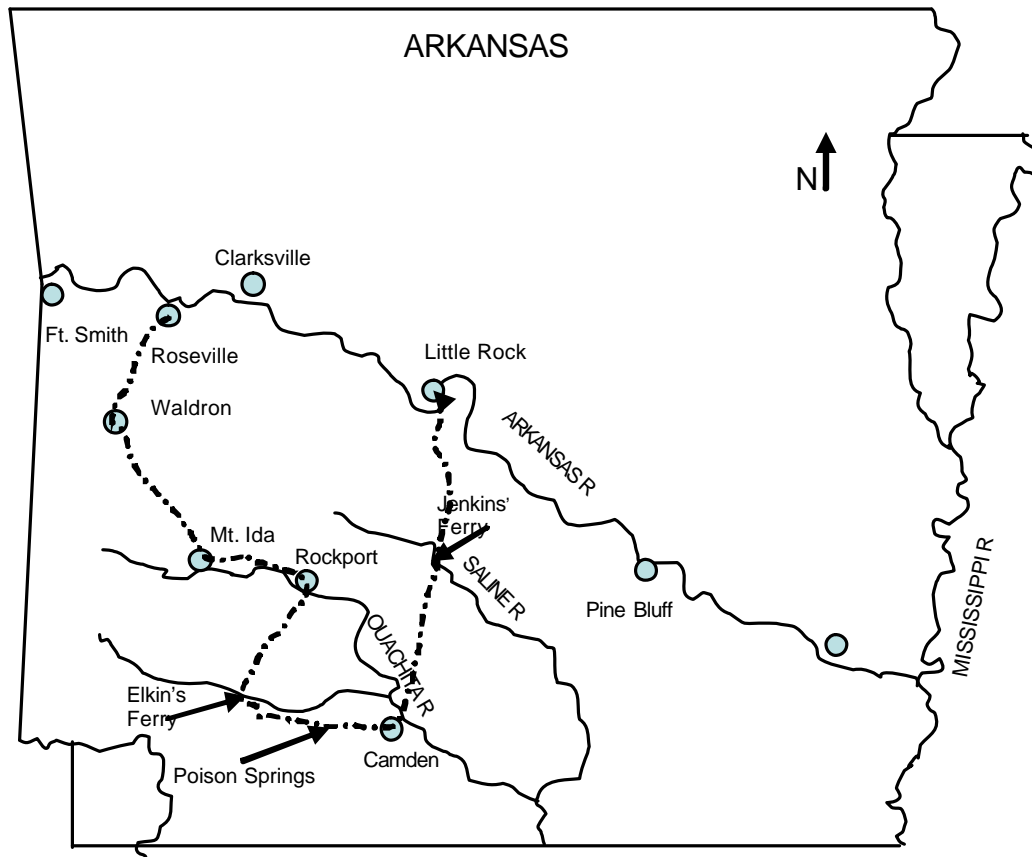 ARKANSAS
N
Clarksville
Ft. Smith
Roseville
Little Rock
Waldron
ARKANSAS R
Jenkins’
Ferry
Mt. Ida
Rockport
SALINE R
Pine Bluff
OUACHITA R
MISSISSIPPI R
Elkin’s
Ferry
Poison Springs
Camden